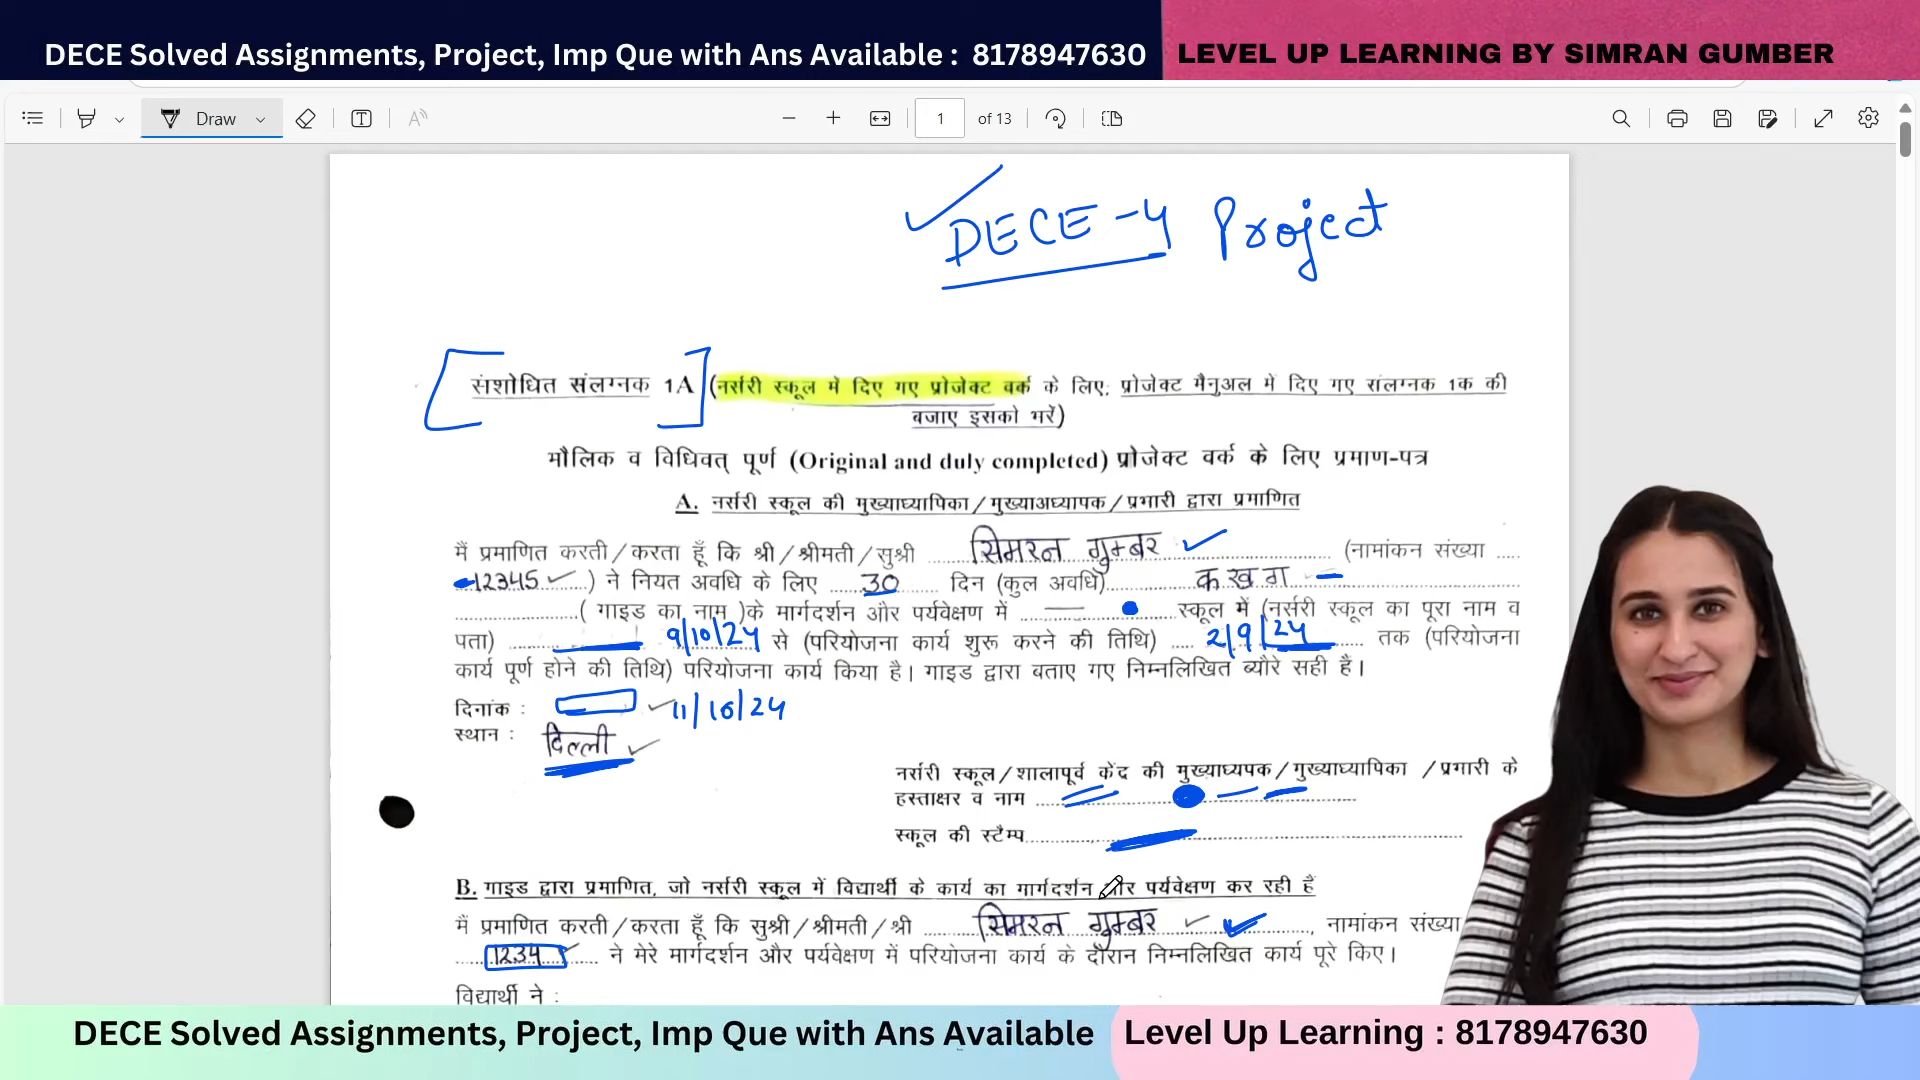 DECE Solved Assignments, Project, Imp Que with Ans Available : 8178947630
LEVEL UP LEARNING BY SIMRAN GUMBER
Draw
1 of 13
DECE-4 Project
संशोधित संलग्नक 1A (नर्सरी स्कूल में दिए गए प्रोजेक्ट वर्क के लिए; प्रोजेक्ट मैनुअल में दिए गए संलग्नक 1क की
बजाए इसको भरें)
मौलिक व विधिवत् पूर्ण (Original and duly completed) प्रोजेक्ट वर्क के लिए प्रमाण-पत्र
A. नर्सरी स्कूल की मुख्याध्यापिका/मुख्याअध्यापक/प्रभारी द्वारा प्रमाणित
मैं प्रमाणित करती/करता हूँ कि श्री/श्रीमती/सुश्री सिमरन गुम्बर (नामांकन संख्या
12345 ) ने नियत अवधि के लिए 30 दिन (कुल अवधि) क ख ग
( गाइड का नाम )के मार्गदर्शन और पर्यवेक्षण में स्कूल में (नर्सरी स्कूल का पूरा नाम व
पता) 9/10/24 से (परियोजना कार्य शुरू करने की तिथि) 2/9/24 तक (परियोजना
कार्य पूर्ण होने की तिथि) परियोजना कार्य किया है। गाइड द्वारा बताए गए निम्नलिखित ब्यौरे सही है।
दिनांक : 11/10/24
स्थान : दिल्ली
नर्सरी स्कूल/शालापूर्व केंद की मुख्याध्यपक/मुख्याध्यापिका /प्रभारी के
हस्ताक्षर व नाम
स्कूल की स्टैम्प
B. गाइड द्वारा प्रमाणित, जो नर्सरी स्कूल में विद्यार्थी के कार्य का मार्गदर्शन और पर्यवेक्षण कर रही हैं
मैं प्रमाणित करती/करता हूँ कि सुश्री/श्रीमती/श्री सिमरन गुम्बर , नामांकन संख्या
1234 ने मेरे मार्गदर्शन और पर्यवेक्षण में परियोजना कार्य के दौरान निम्नलिखित कार्य पूरे किए।
विद्यार्थी ने :
DECE Solved Assignments, Project, Imp Que with Ans Available
Level Up Learning : 8178947630